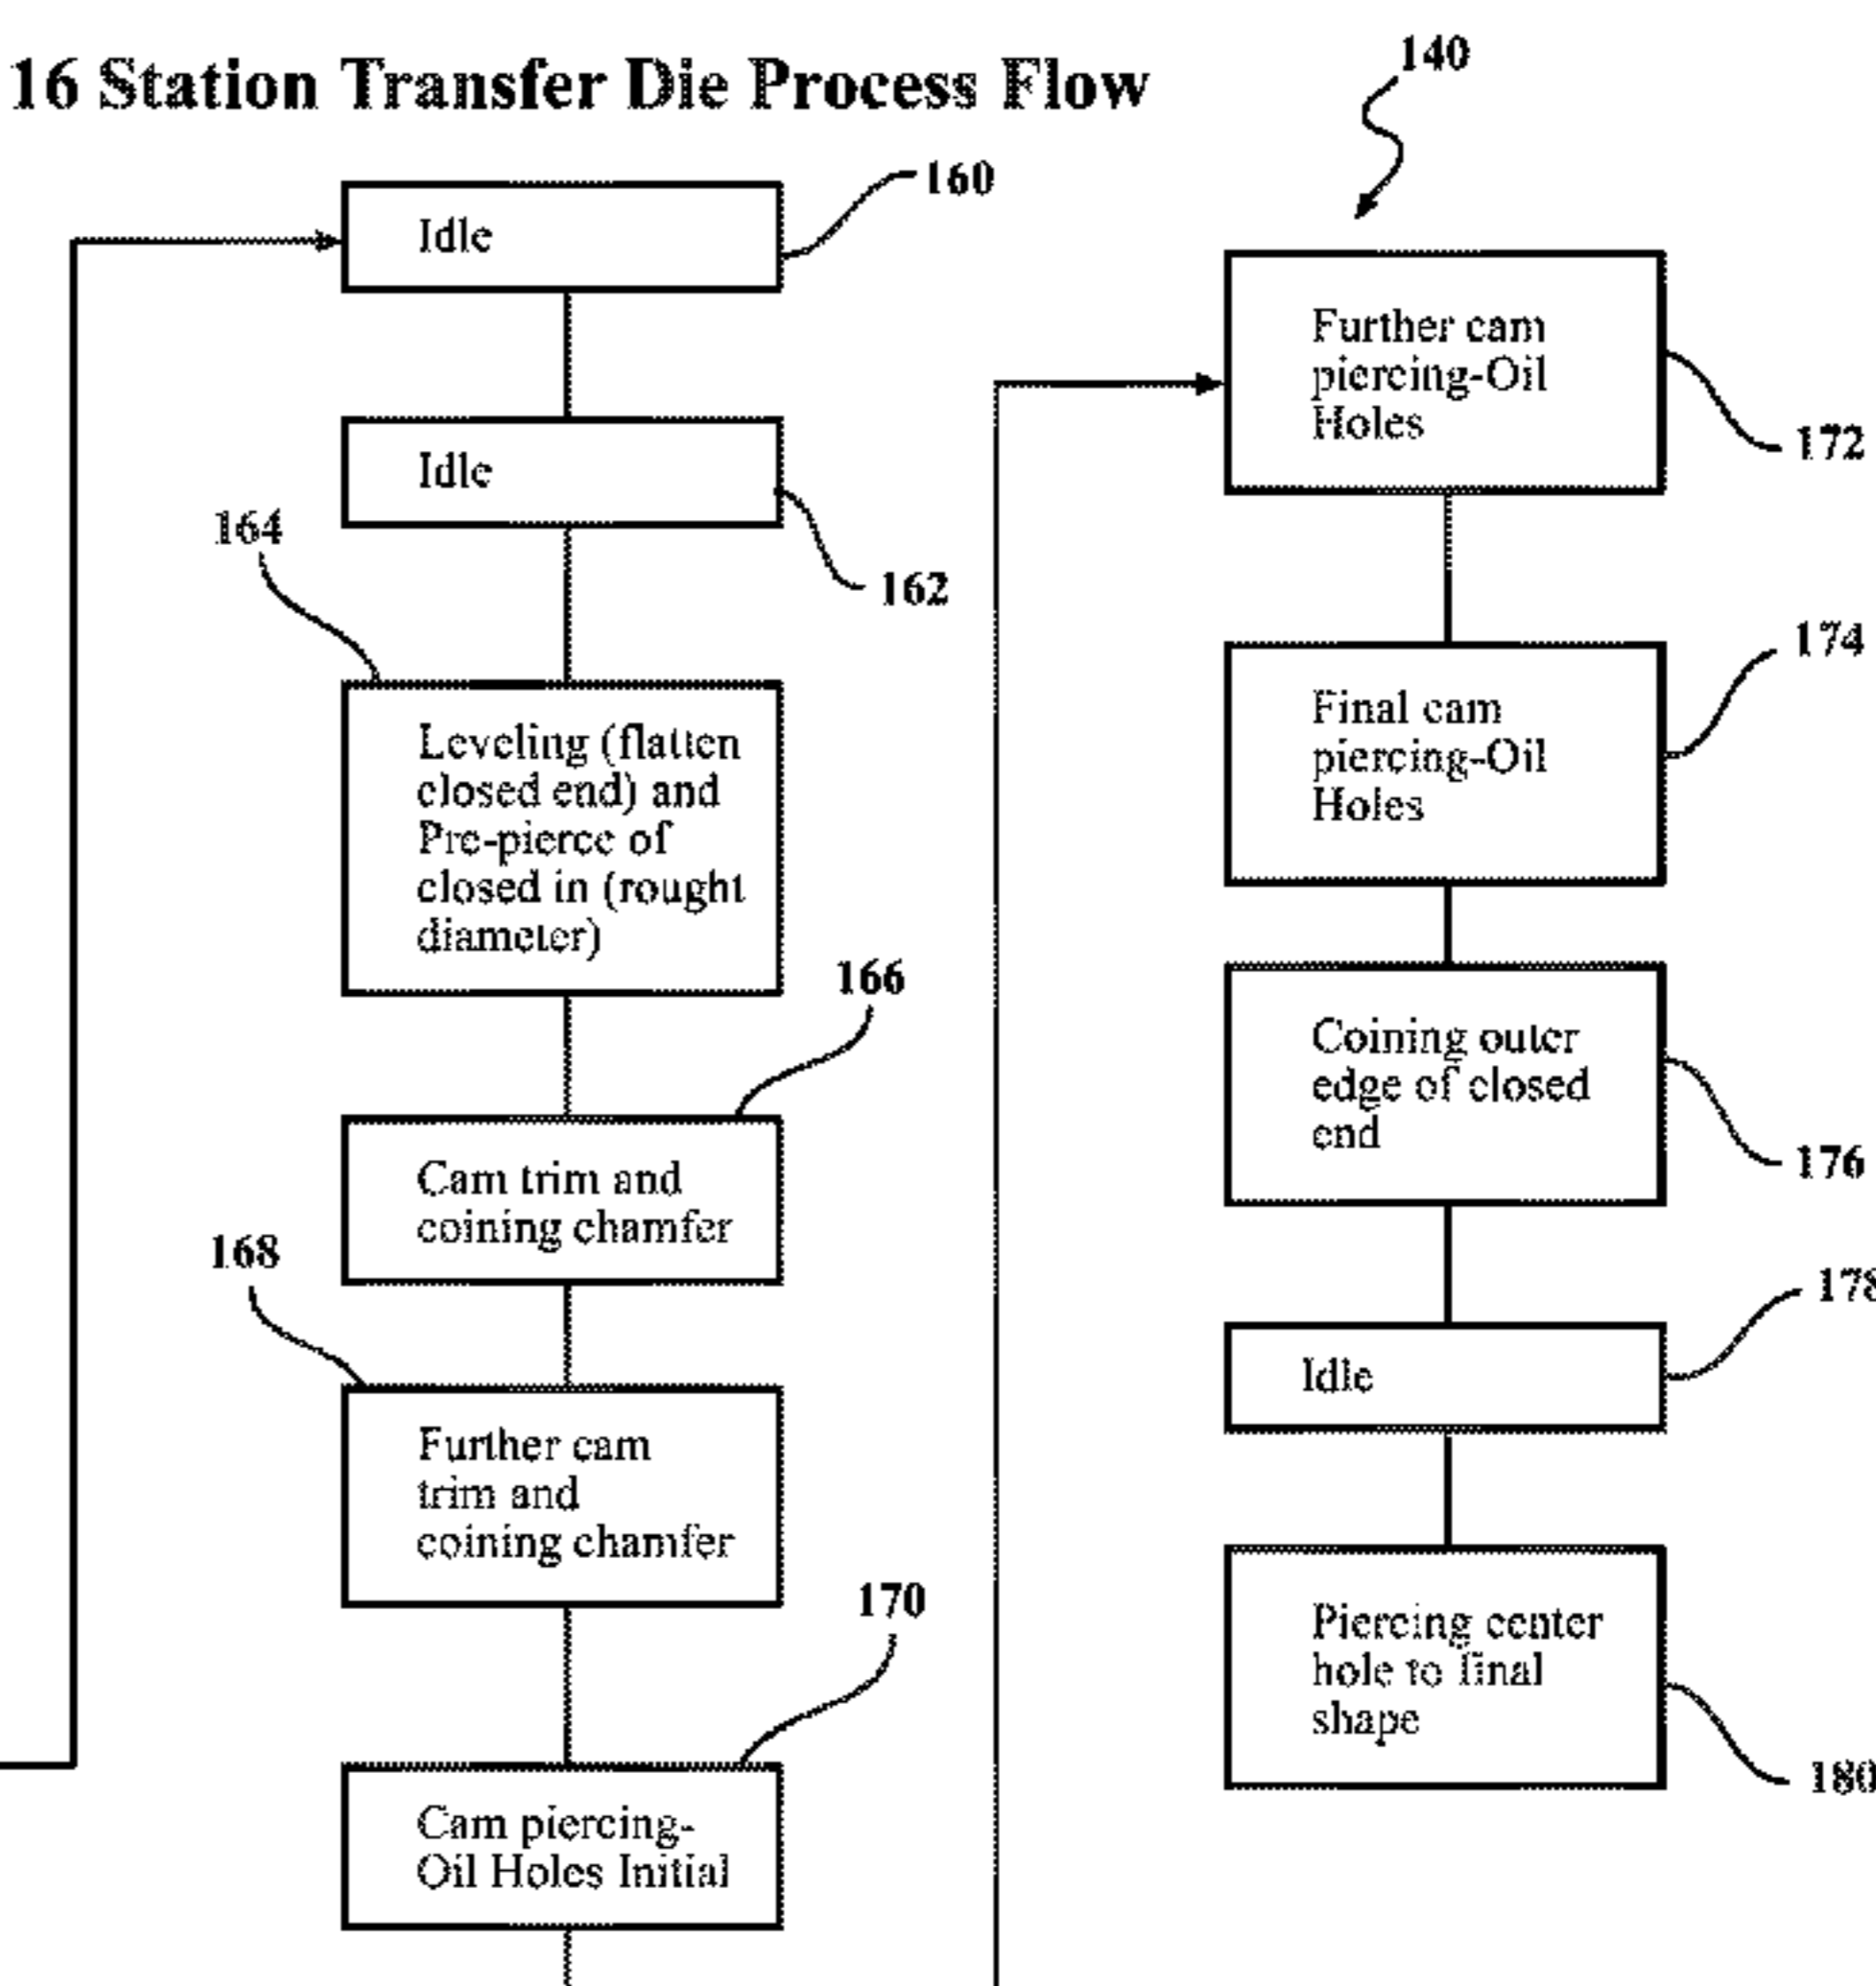 16 Station Transfer Die Process Flow
140
160
Idle
Idle
162
164
Leveling (flatten
closed end) and
Pre-pierce of
closed in (rought
diameter)
166
Cam trim and
coining chamfer
168
Further cam
trim and
coining chamfer
170
Cam piercing-
Oil Holes Initial
Further cam
piercing-Oil
Holes
172
174
Final cam
piercing-Oil
Holes
Coining outer
edge of closed
end
176
178
Idle
Piercing center
hole to final
shape
180